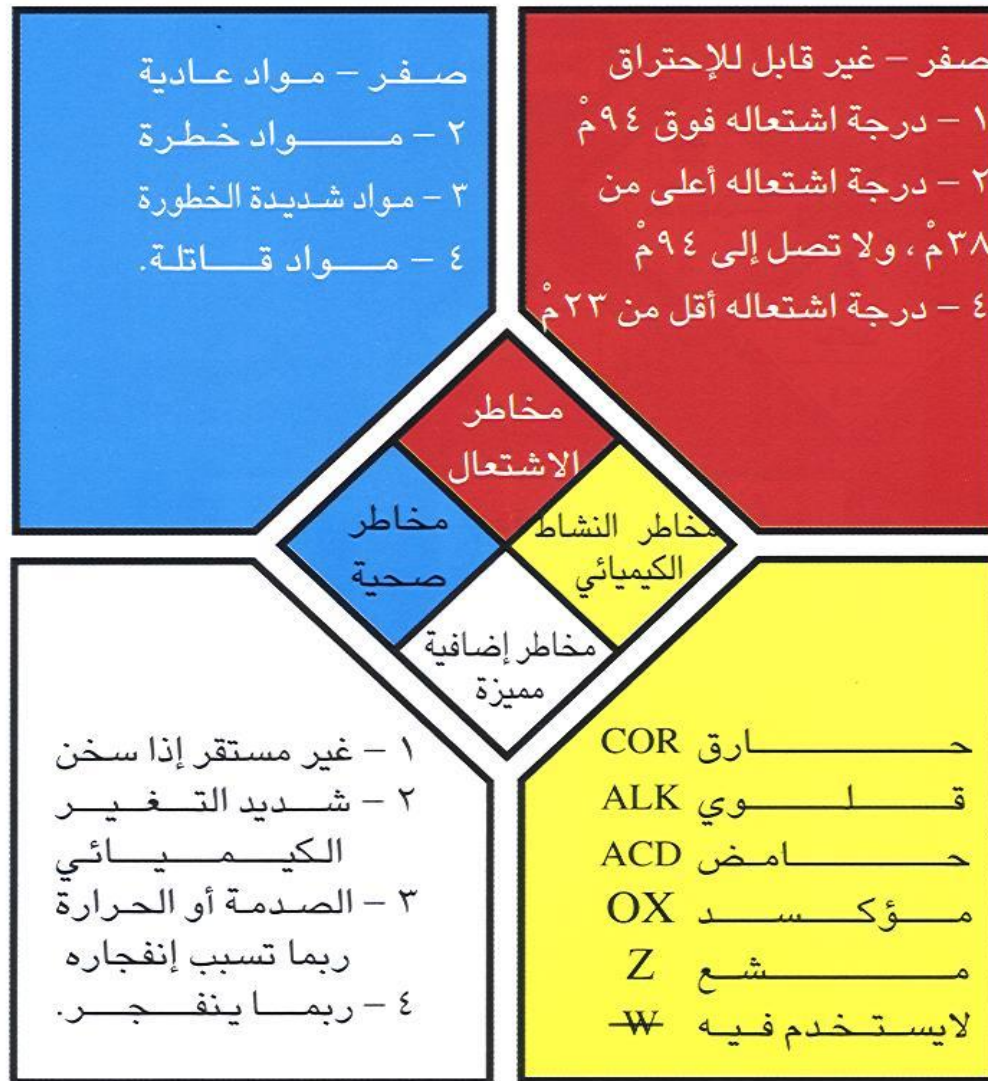 صفر – غير قابل للإحتراق
١ – درجة اشتعاله فوق ٩٤مْ
٢ – درجة اشتعاله أعلى من
٣٨مْ ، ولا تصل إلى ٩٤مْ
٤ – درجة اشتعاله أقل من ٢٣مْ
صفر – مواد عادية
٢ – مواد خطرة
٣ – مواد شديدة الخطورة
٤ – مواد قاتلة.
مخاطر
الاشتعال
مخاطر النشاط
الكيميائي
مخاطر
صحية
مخاطر إضافية
مميزة
حارق COR
قلوي ALK
حامض ACD
مؤكسد OX
مشع Z
لايستخدم فيه W
١ – غير مستقر إذا سخن
٢ – شديد التغير
الكيميائي
٣ – الصدمة أو الحرارة
ربما تسبب إنفجاره
٤ – ربما ينفجر.